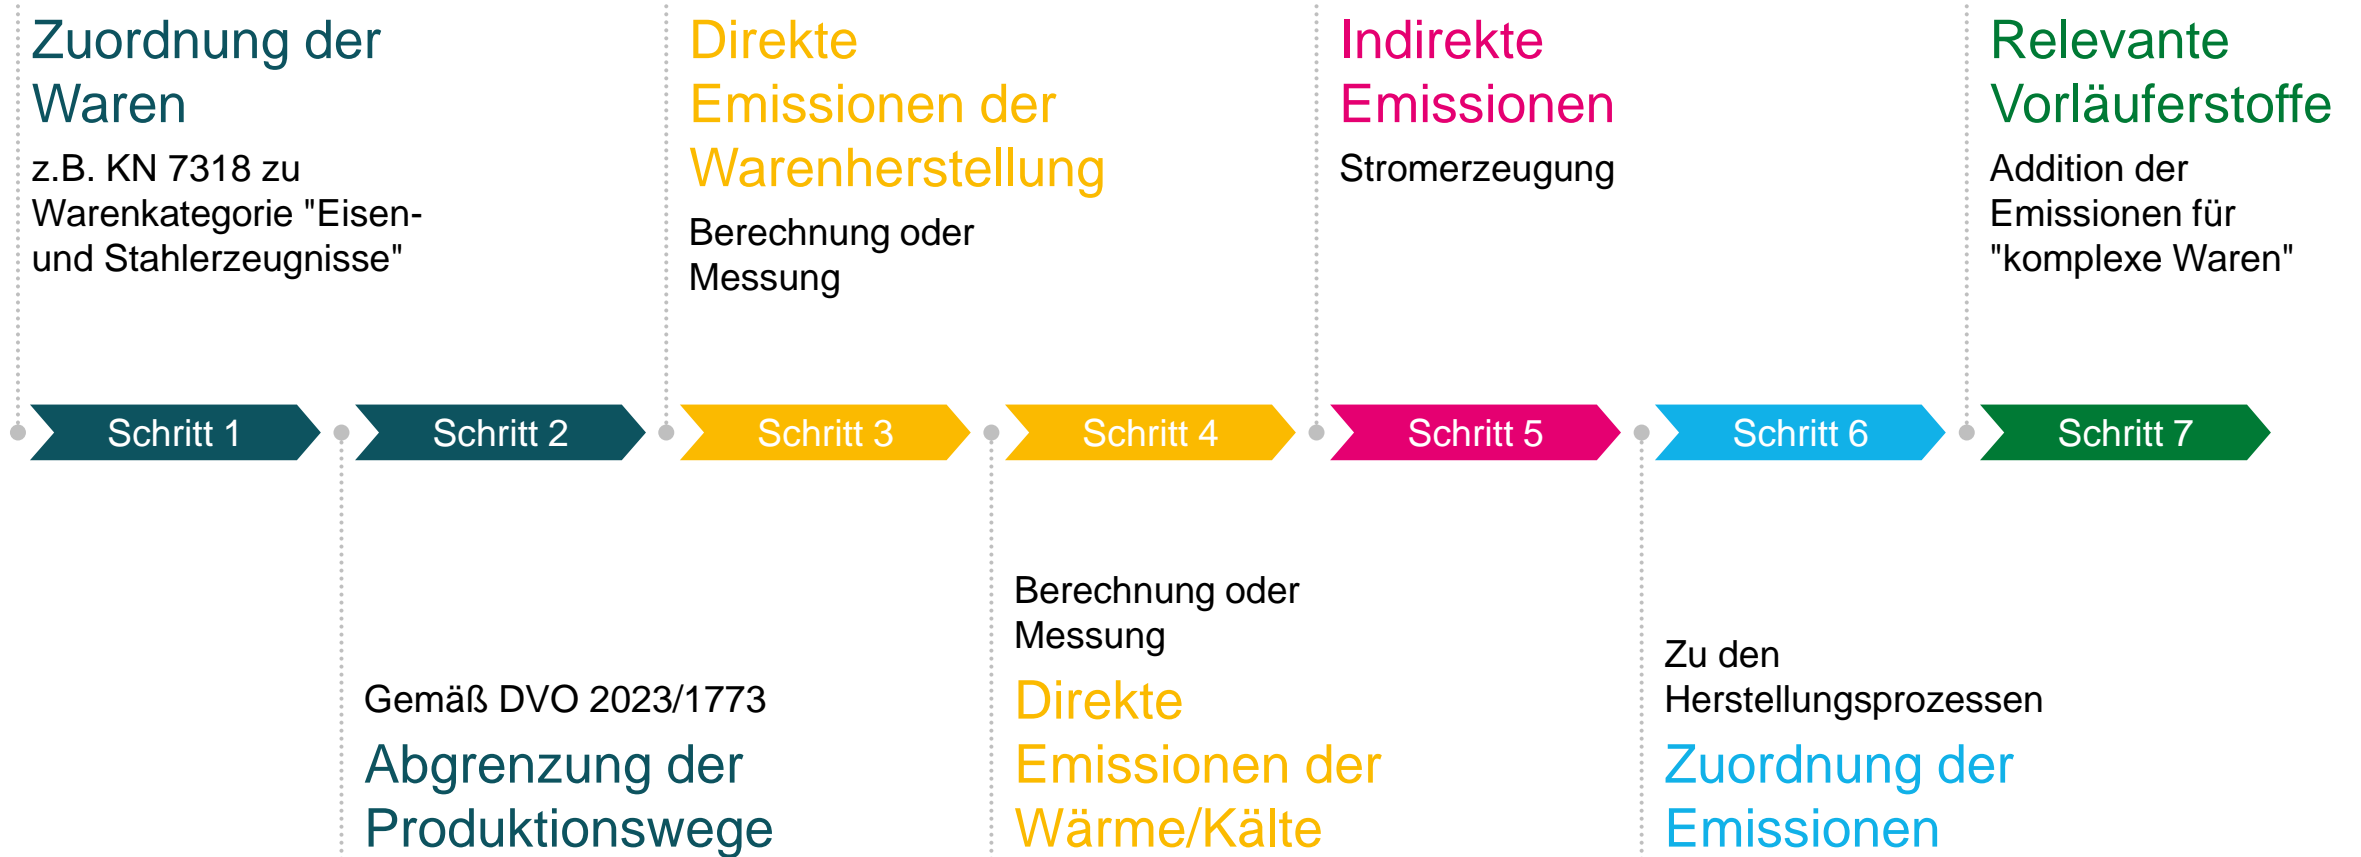 Zuordnung der
Waren
z.B. KN 7318 zu
Warenkategorie "Eisen-
und Stahlerzeugnisse"
Direkte
Emissionen der
Warenherstellung
Berechnung oder
Messung
Indirekte
Emissionen
Stromerzeugung
Relevante
Vorläuferstoffe
Addition der
Emissionen für
"komplexe Waren"
Schritt 1
Schritt 2
Schritt 3
Schritt 4
Schritt 5
Schritt 6
Schritt 7
Gemäß DVO 2023/1773
Abgrenzung der
Produktionswege
Berechnung oder
Messung
Direkte
Emissionen der
Wärme/Kälte
Zu den
Herstellungsprozessen
Zuordnung der
Emissionen